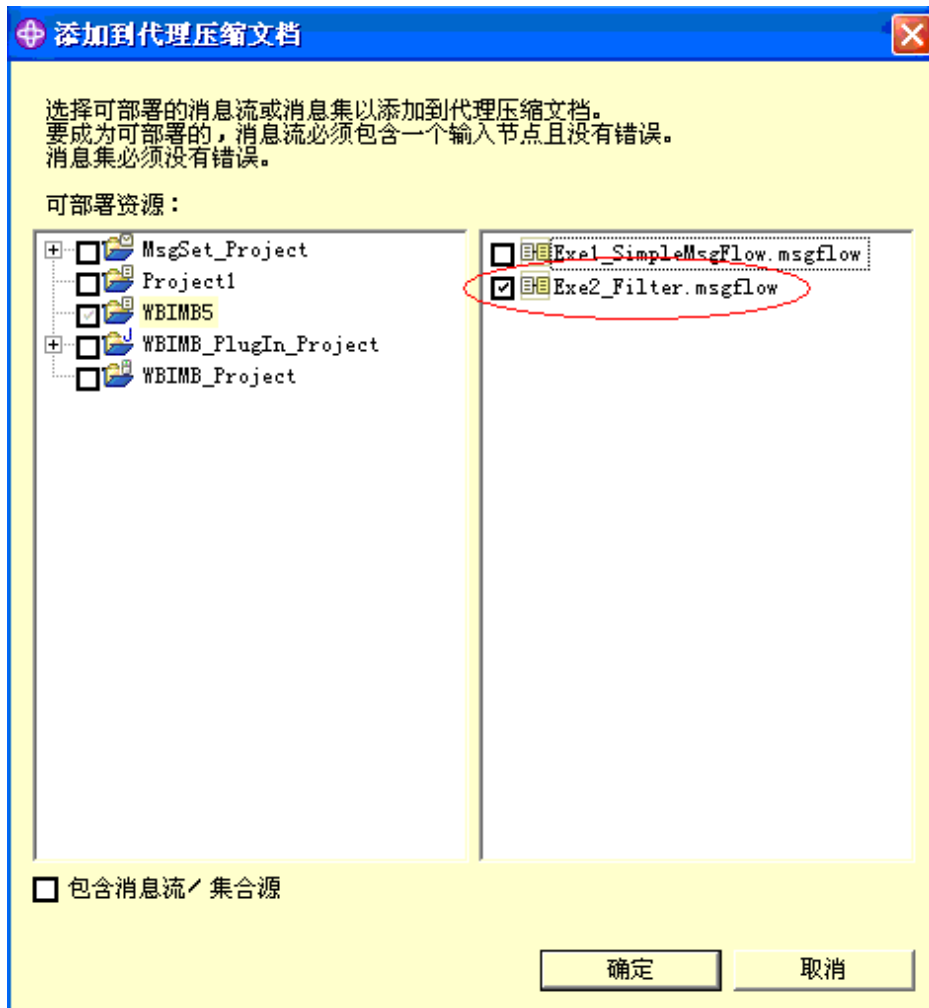 添加到代理压缩文档
选择可部署的消息流或消息集以添加到代理压缩文档。
要成为可部署的，消息流必须包含一个输入节点且没有错误。
消息集必须没有错误。
可部署资源：
MsgSet_Project
Project1
WBIMB5
WBIMB_PlugIn_Project
WBIMB_Project
Exe1_SimpleMsgFlow.msgflow
Exe2_Filter.msgflow
包含消息流/ 集合源
确定
取消